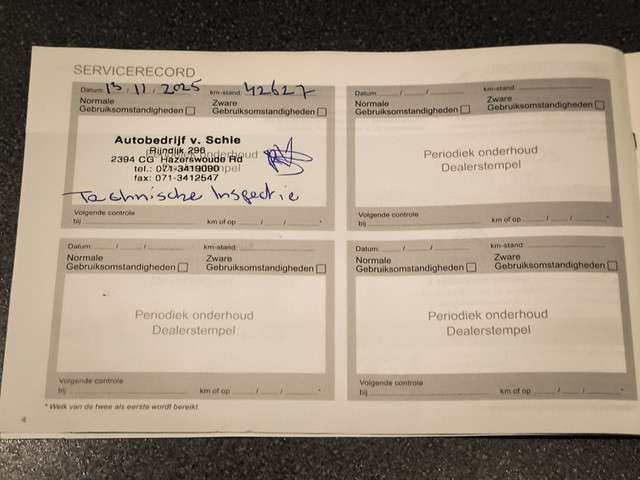 SERVICERECORD
Datum: 13 / 11 / 2025 km-stand: 42627
Normale Gebruiksomstandigheden
Zware Gebruiksomstandigheden
Periodiek onderhoud
Dealerstempel
Autobedrijf v. Schie
Rijndijk 296
2394 CG Hazerswoude Rd
tel.: 071-3419090
fax: 071-3412547
Technische Inspectie
Volgende controle
bij km of op / / *
Datum: / / km-stand:
Normale Gebruiksomstandigheden
Zware Gebruiksomstandigheden
Periodiek onderhoud
Dealerstempel
Volgende controle
bij km of op / / *
Datum: / / km-stand:
Normale Gebruiksomstandigheden
Zware Gebruiksomstandigheden
Periodiek onderhoud
Dealerstempel
Volgende controle
bij km of op / / *
Datum: / / km-stand:
Normale Gebruiksomstandigheden
Zware Gebruiksomstandigheden
Periodiek onderhoud
Dealerstempel
Volgende controle
bij km of op / / *
* Welk van de twee als eerste wordt bereikt.
4